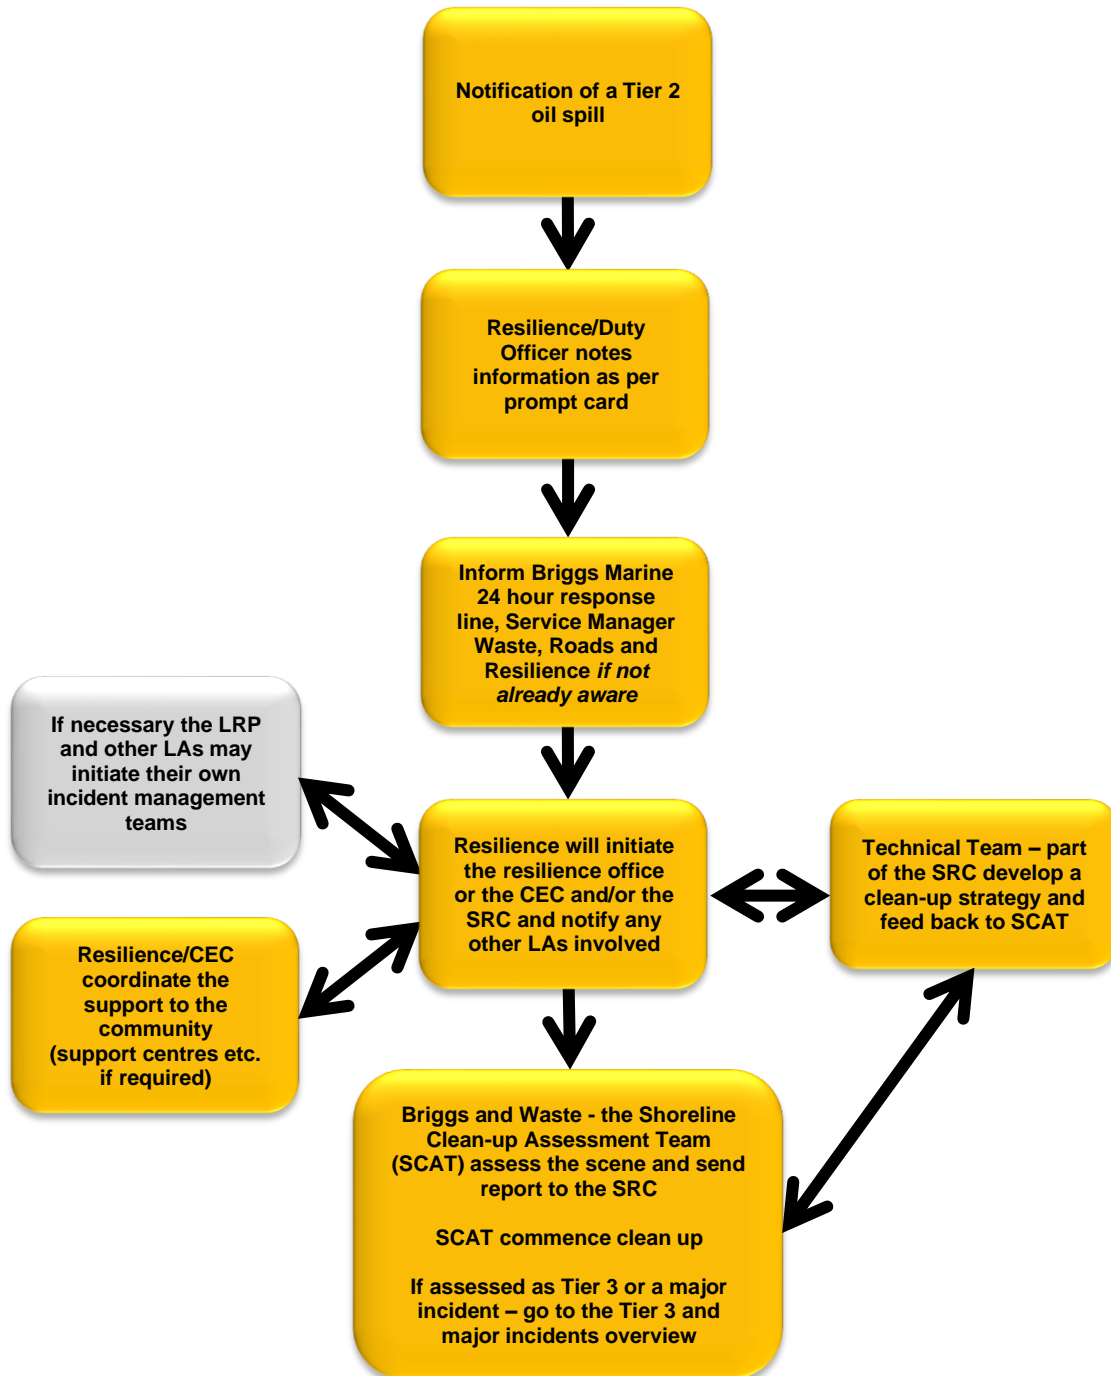 Notification of a Tier 2
oil spill
Resilience/Duty
Officer notes
information as per
prompt card
Inform Briggs Marine
24 hour response
line, Service Manager
Waste, Roads and
Resilience if not
already aware
If necessary the LRP
and other LAs may
initiate their own
incident management
teams
Resilience will initiate
the resilience office
or the CEC and/or the
SRC and notify any
other LAs involved
Technical Team – part
of the SRC develop a
clean-up strategy and
feed back to SCAT
Resilience/CEC
coordinate the
support to the
community
(support centres etc.
if required)
Briggs and Waste - the Shoreline
Clean-up Assessment Team
(SCAT) assess the scene and send
report to the SRC
SCAT commence clean up
If assessed as Tier 3 or a major
incident – go to the Tier 3 and
major incidents overview